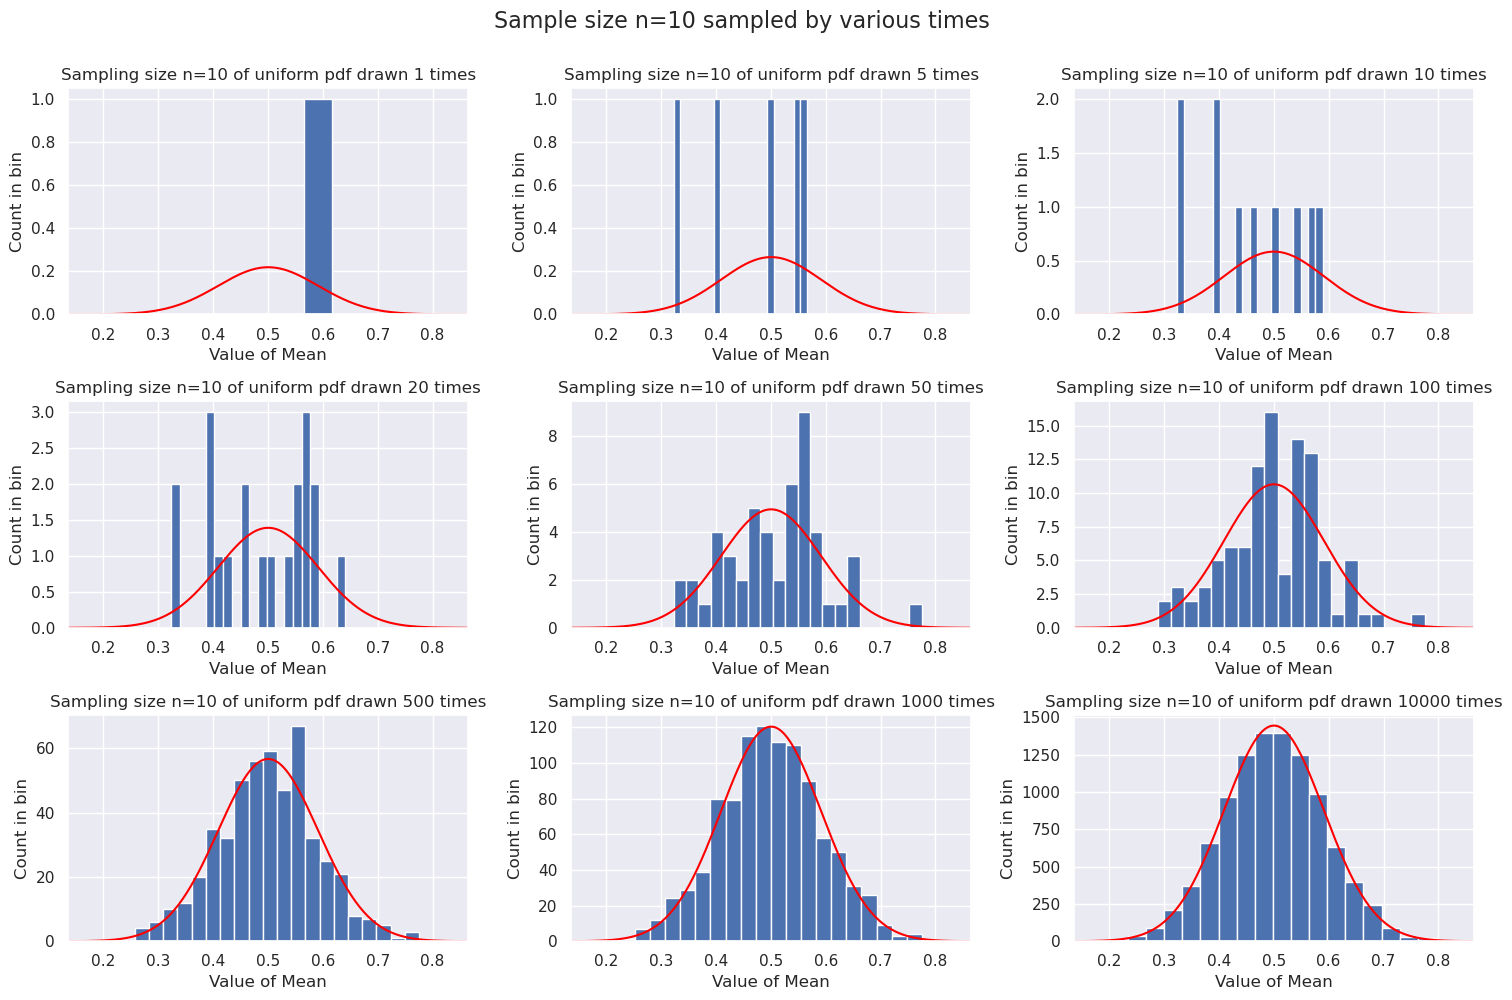 Sample size n=10 sampled by various times
Sampling size n=10 of uniform pdf drawn 1 times
Count in bin
1.0
0.8
0.6
0.4
0.2
0.0
0.2 0.3 0.4 0.5 0.6 0.7 0.8
Value of Mean
Sampling size n=10 of uniform pdf drawn 5 times
Count in bin
1.0
0.8
0.6
0.4
0.2
0.0
0.2 0.3 0.4 0.5 0.6 0.7 0.8
Value of Mean
Sampling size n=10 of uniform pdf drawn 10 times
Count in bin
2.0
1.5
1.0
0.5
0.0
0.2 0.3 0.4 0.5 0.6 0.7 0.8
Value of Mean
Sampling size n=10 of uniform pdf drawn 20 times
Count in bin
3.0
2.5
2.0
1.5
1.0
0.5
0.0
0.2 0.3 0.4 0.5 0.6 0.7 0.8
Value of Mean
Sampling size n=10 of uniform pdf drawn 50 times
Count in bin
8
6
4
2
0
0.2 0.3 0.4 0.5 0.6 0.7 0.8
Value of Mean
Sampling size n=10 of uniform pdf drawn 100 times
Count in bin
15.0
12.5
10.0
7.5
5.0
2.5
0.0
0.2 0.3 0.4 0.5 0.6 0.7 0.8
Value of Mean
Sampling size n=10 of uniform pdf drawn 500 times
Count in bin
60
40
20
0
0.2 0.3 0.4 0.5 0.6 0.7 0.8
Value of Mean
Sampling size n=10 of uniform pdf drawn 1000 times
Count in bin
120
100
80
60
40
20
0
0.2 0.3 0.4 0.5 0.6 0.7 0.8
Value of Mean
Sampling size n=10 of uniform pdf drawn 10000 times
Count in bin
1500
1250
1000
750
500
250
0
0.2 0.3 0.4 0.5 0.6 0.7 0.8
Value of Mean